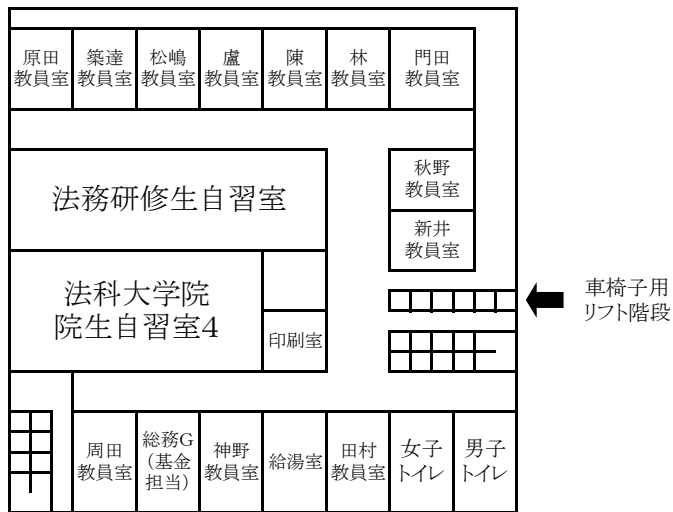 原田
教員室
築達
教員室
松嶋
教員室
盧
教員室
陳
教員室
林
教員室
門田
教員室
法務研修生自習室
秋野
教員室
新井
教員室
法科大学院
院生自習室4
印刷室
車椅子用
リフト階段
周田
教員室
総務G
（基金
担当）
神野
教員室
給湯室
田村
教員室
女子
トイレ
男子
トイレ